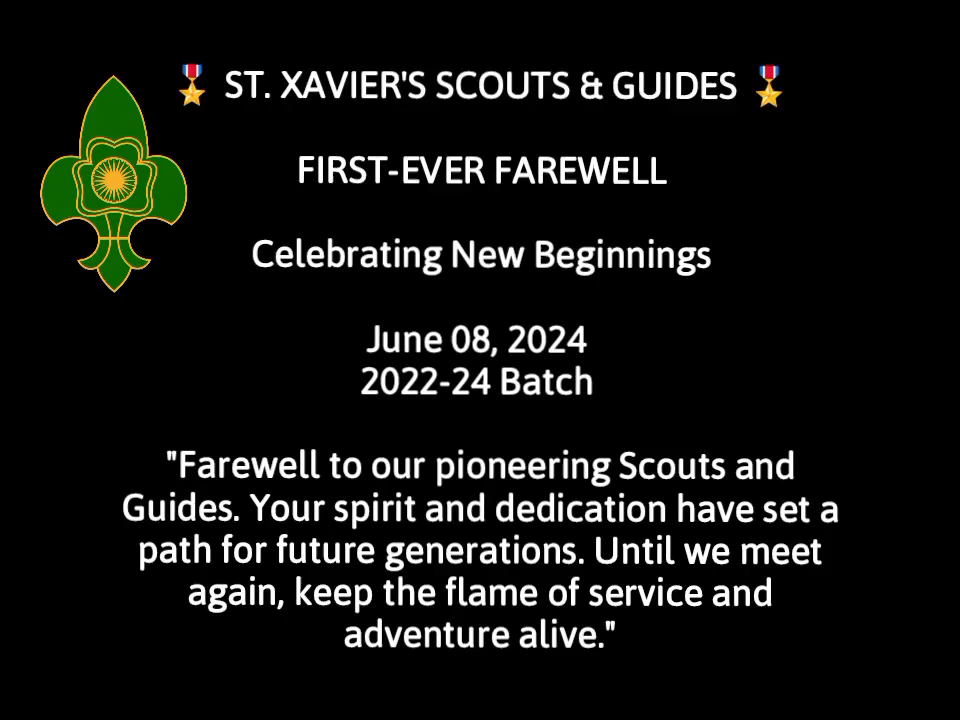 🎖️ ST. XAVIER'S SCOUTS & GUIDES 🎖️
FIRST-EVER FAREWELL
Celebrating New Beginnings
June 08, 2024
2022-24 Batch
"Farewell to our pioneering Scouts and
Guides. Your spirit and dedication have set a
path for future generations. Until we meet
again, keep the flame of service and
adventure alive."